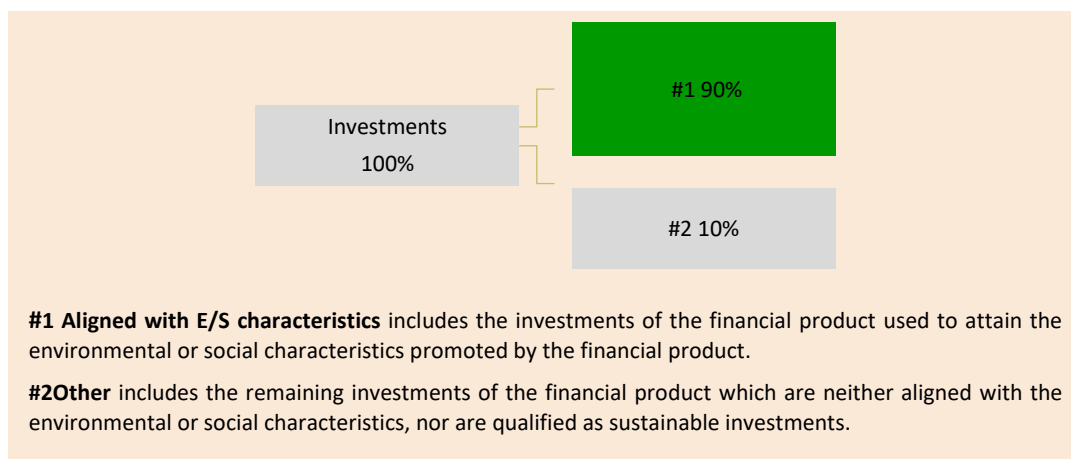 #1 90%
Investments
100%
#2 10%
#1 Aligned with E/S characteristics includes the investments of the financial product used to attain the
environmental or social characteristics promoted by the financial product.
#2Other includes the remaining investments of the financial product which are neither aligned with the
environmental or social characteristics, nor are qualified as sustainable investments.